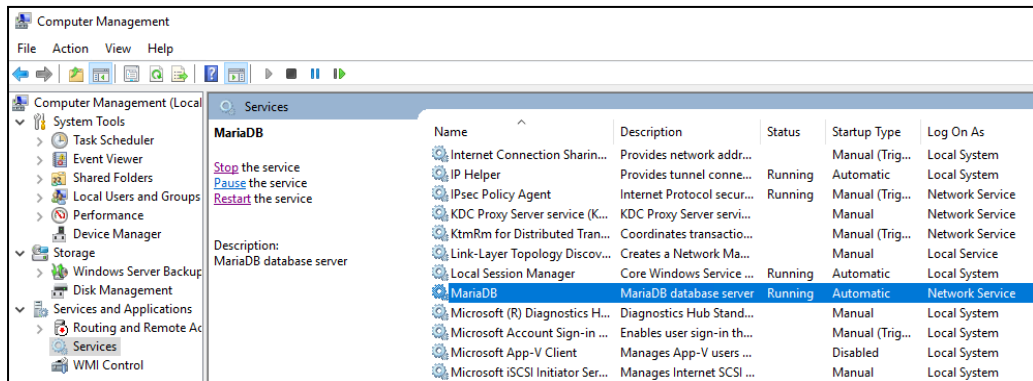 Computer Management
File Action View Help
Computer Management (Local
System Tools
Task Scheduler
Event Viewer
Shared Folders
Local Users and Groups
Performance
Device Manager
Storage
Windows Server Backup
Disk Management
Services and Applications
Routing and Remote Ac
Services
WMI Control
Services
MariaDB
Stop the service
Pause the service
Restart the service
Description:
MariaDB database server
Name Description Status Startup Type Log On As
Internet Connection Sharin... Provides network addr... Manual (Trig... Local System
IP Helper Provides tunnel conne... Running Automatic Local System
IPsec Policy Agent Internet Protocol secur... Running Manual (Trig... Network Service
KDC Proxy Server service (K... KDC Proxy Server servi... Manual Network Service
KtmRm for Distributed Tran... Coordinates transactio... Manual (Trig... Network Service
Link-Layer Topology Discov... Creates a Network Ma... Manual Local Service
Local Session Manager Core Windows Service ... Running Automatic Local System
MariaDB MariaDB database server Running Automatic Network Service
Microsoft (R) Diagnostics H... Diagnostics Hub Stand... Manual Local System
Microsoft Account Sign-in ... Enables user sign-in th... Manual (Trig... Local System
Microsoft App-V Client Manages App-V users ... Disabled Local System
Microsoft iSCSI Initiator Ser... Manages Internet SCSI ... Manual Local System